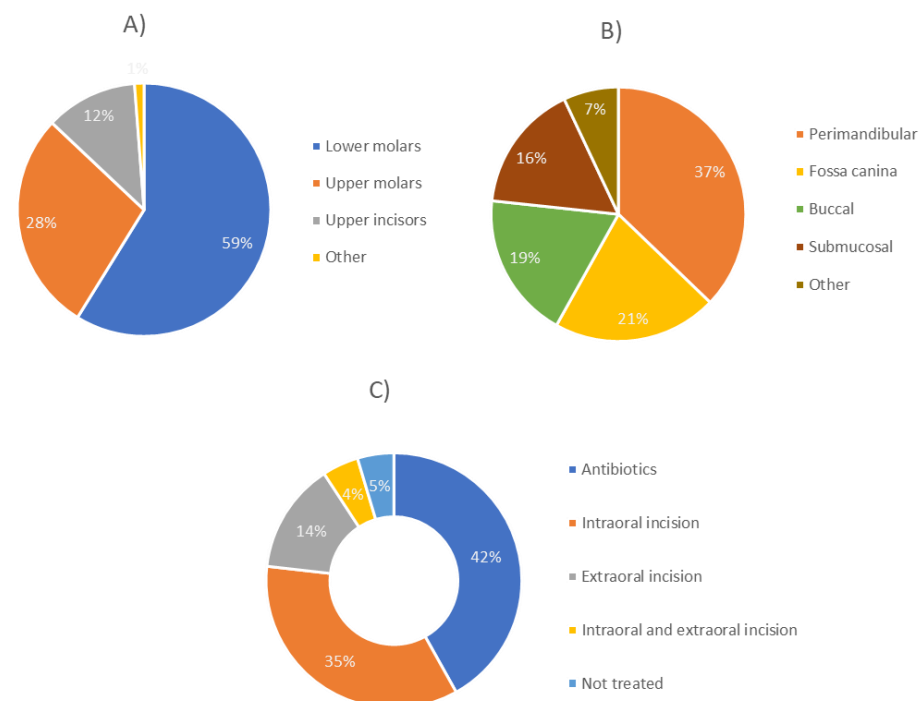 A)
1%
12%
28%
59%
Lower molars
Upper molars
Upper incisors
Other
B)
7%
16%
37%
19%
21%
Perimandibular
Fossa canina
Buccal
Submucosal
Other
C)
4%
5%
14%
42%
35%
Antibiotics
Intraoral incision
Extraoral incision
Intraoral and extraoral incision
Not treated